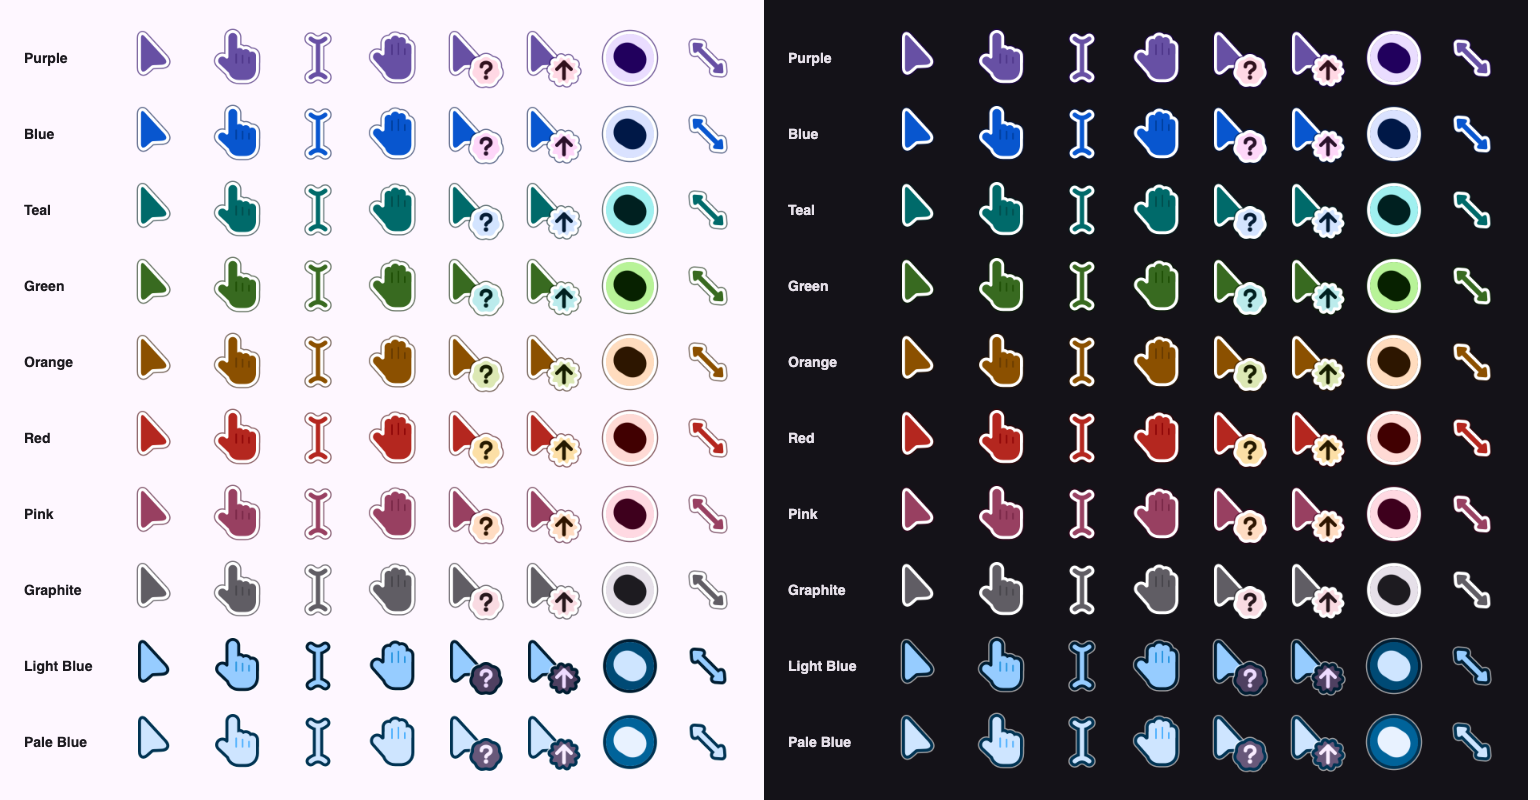 Purple ? Purple ?
Blue ? Blue ?
Teal ? Teal ?
Green ? Green ?
Orange ? Orange ?
Red ? Red ?
Pink ? Pink ?
Graphite ? Graphite ?
Light Blue ? Light Blue ?
Pale Blue ? Pale Blue ?